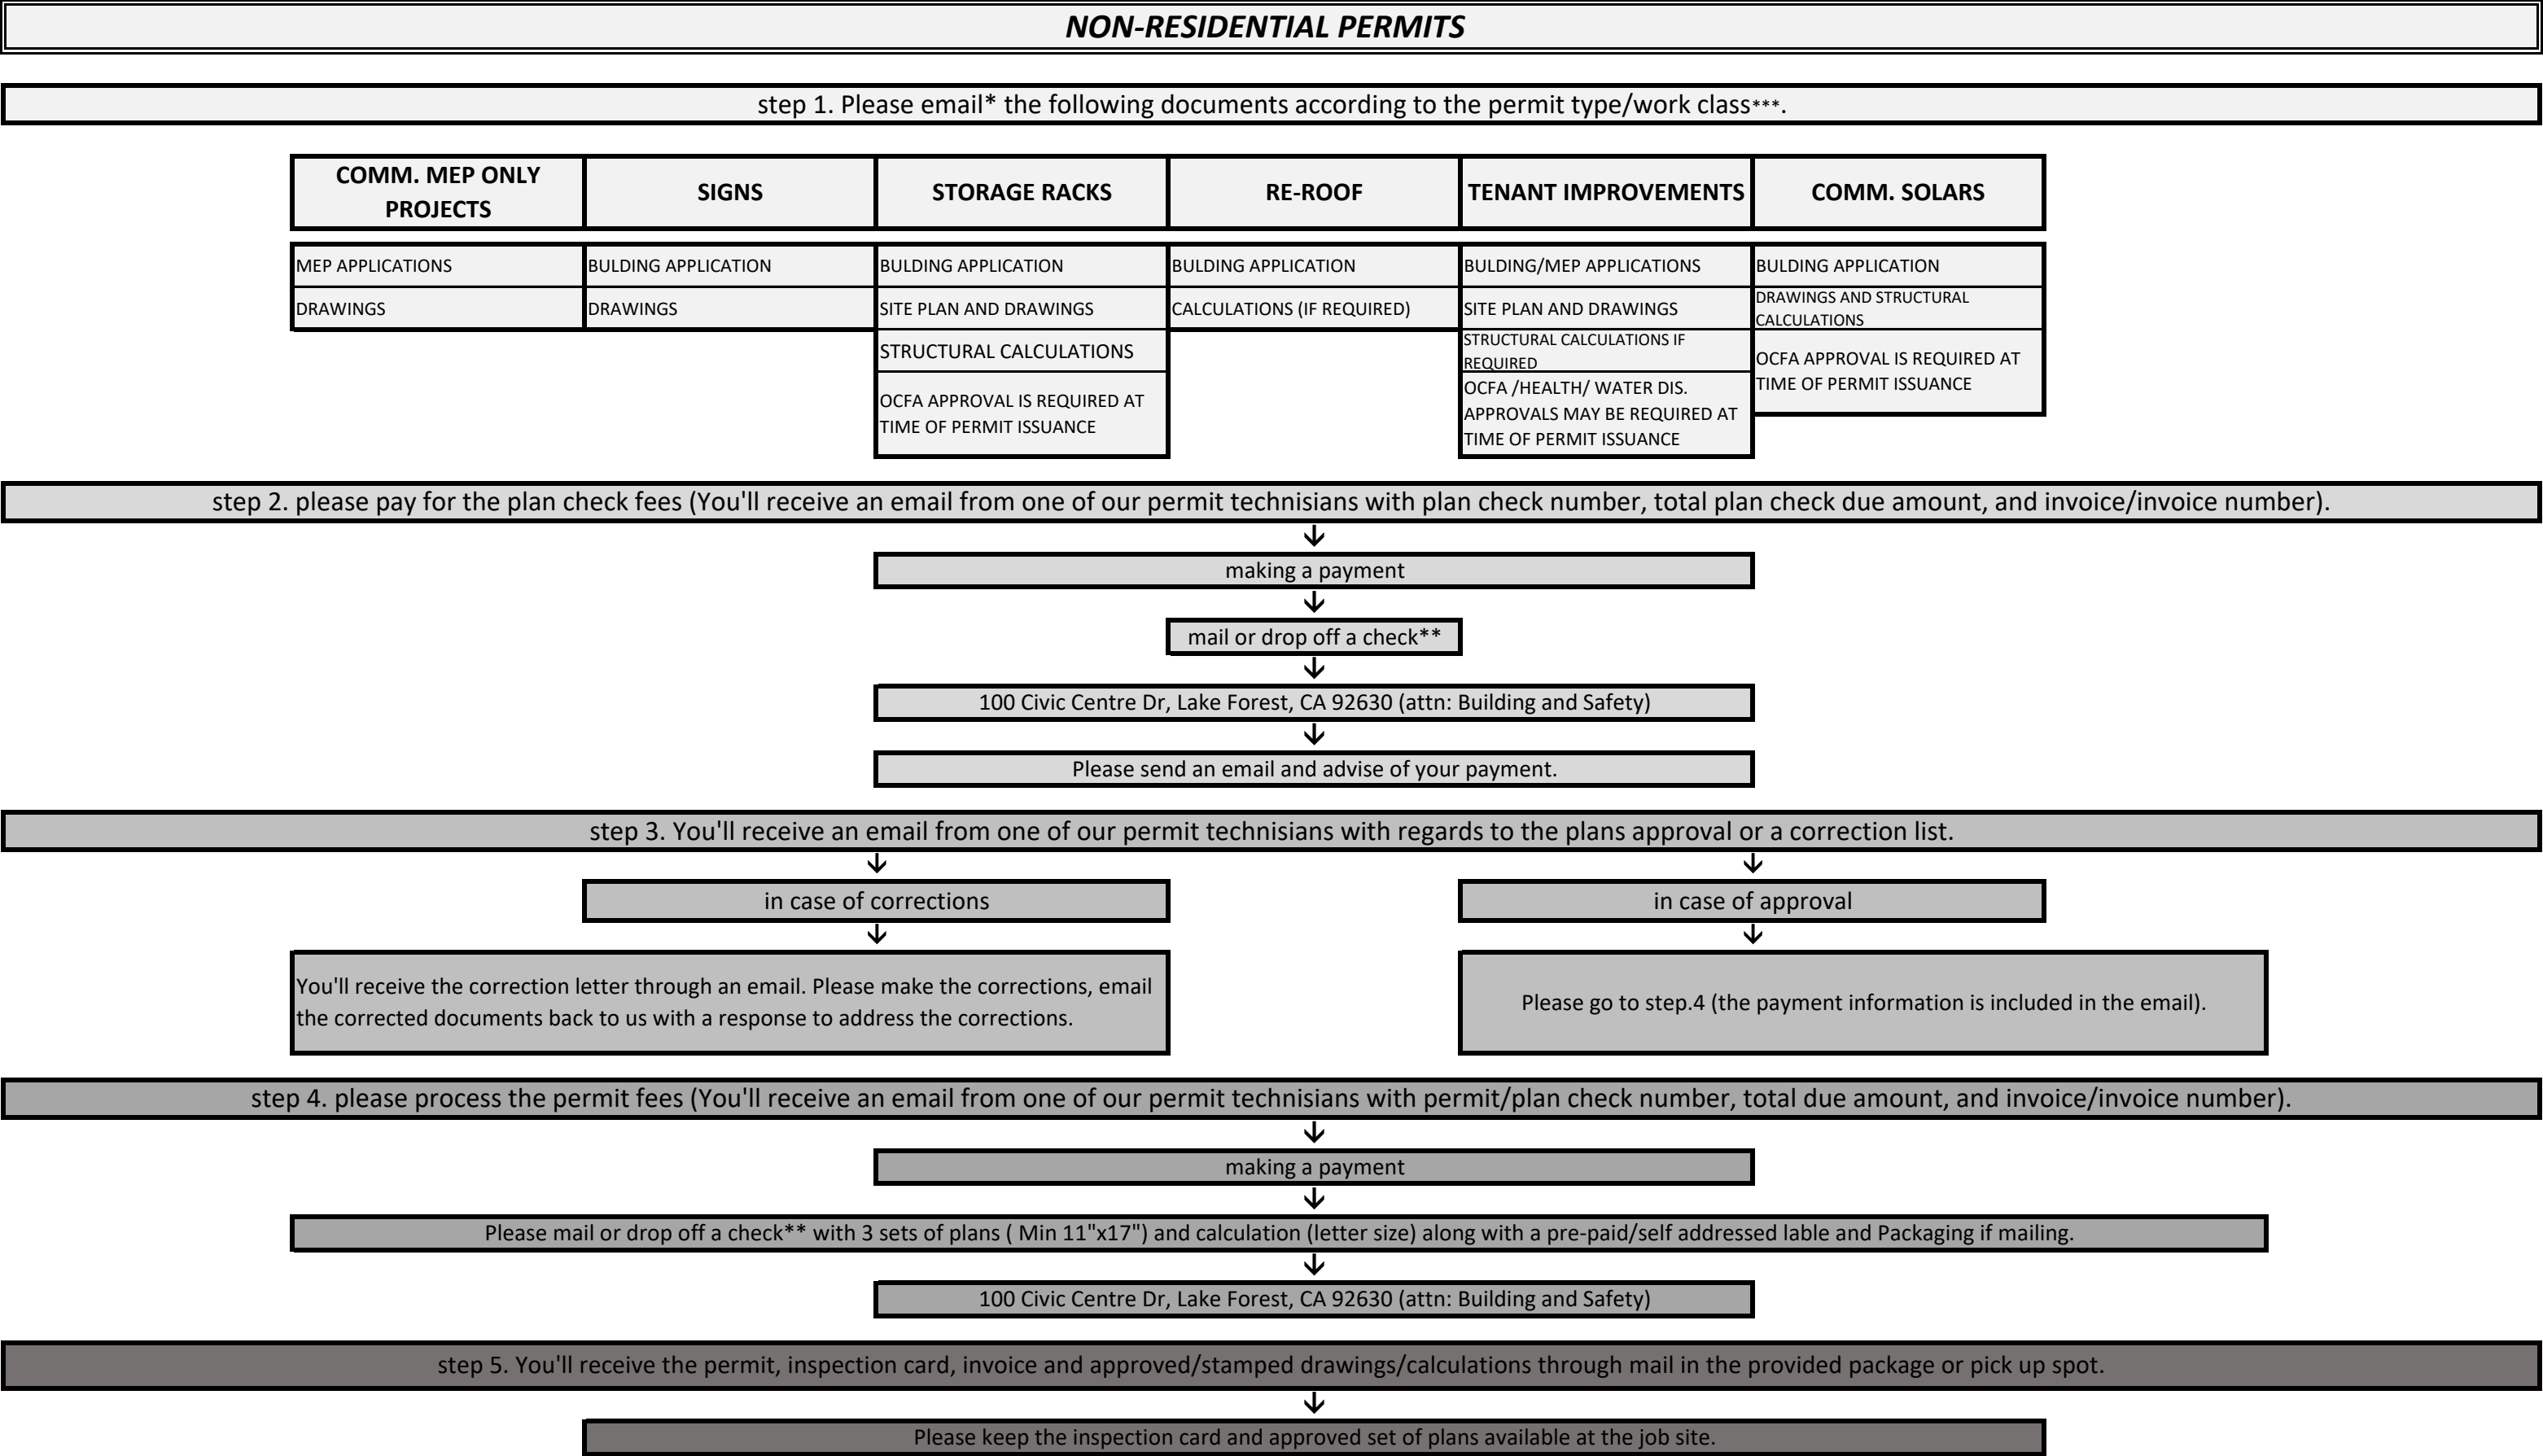 NON-RESIDENTIAL PERMITS
step 1. Please email* the following documents according to the permit type/work class***.
COMM. MEP ONLY
PROJECTS
SIGNS
STORAGE RACKS
RE-ROOF
TENANT IMPROVEMENTS
COMM. SOLARS
MEP APPLICATIONS
DRAWINGS
BULDING APPLICATION
DRAWINGS
BULDING APPLICATION
SITE PLAN AND DRAWINGS
STRUCTURAL CALCULATIONS
OCFA APPROVAL IS REQUIRED AT
TIME OF PERMIT ISSUANCE
BULDING APPLICATION
CALCULATIONS (IF REQUIRED)
BULDING/MEP APPLICATIONS
SITE PLAN AND DRAWINGS
STRUCTURAL CALCULATIONS IF
REQUIRED
OCFA /HEALTH/ WATER DIS.
APPROVALS MAY BE REQUIRED AT
TIME OF PERMIT ISSUANCE
BULDING APPLICATION
DRAWINGS AND STRUCTURAL
CALCULATIONS
OCFA APPROVAL IS REQUIRED AT
TIME OF PERMIT ISSUANCE
step 2. please pay for the plan check fees (You'll receive an email from one of our permit technisians with plan check number, total plan check due amount, and invoice/invoice number).
making a payment
mail or drop off a check**
100 Civic Centre Dr, Lake Forest, CA 92630 (attn: Building and Safety)
Please send an email and advise of your payment.
step 3. You'll receive an email from one of our permit technisians with regards to the plans approval or a correction list.
in case of corrections
You'll receive the correction letter through an email. Please make the corrections, email
the corrected documents back to us with a response to address the corrections.
in case of approval
Please go to step.4 (the payment information is included in the email).
step 4. please process the permit fees (You'll receive an email from one of our permit technisians with permit/plan check number, total due amount, and invoice/invoice number).
making a payment
Please mail or drop off a check** with 3 sets of plans ( Min 11"x17") and calculation (letter size) along with a pre-paid/self addressed lable and Packaging if mailing.
100 Civic Centre Dr, Lake Forest, CA 92630 (attn: Building and Safety)
step 5. You'll receive the permit, inspection card, invoice and approved/stamped drawings/calculations through mail in the provided package or pick up spot.
Please keep the inspection card and approved set of plans available at the job site.